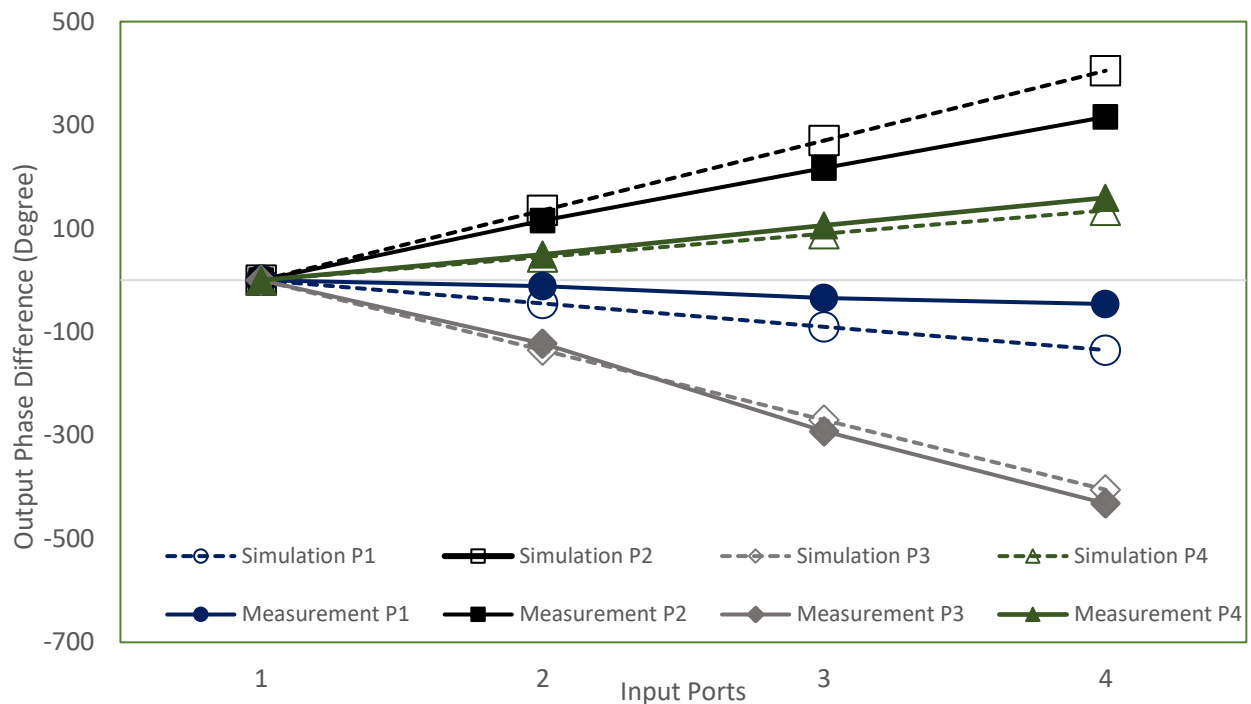 500
300
100
-100
-300
-500
-700
Output Phase Difference (Degree)
Simulation P1 Simulation P2 Simulation P3 Simulation P4
Measurement P1 Measurement P2 Measurement P3 Measurement P4
1 2 3 4
Input Ports